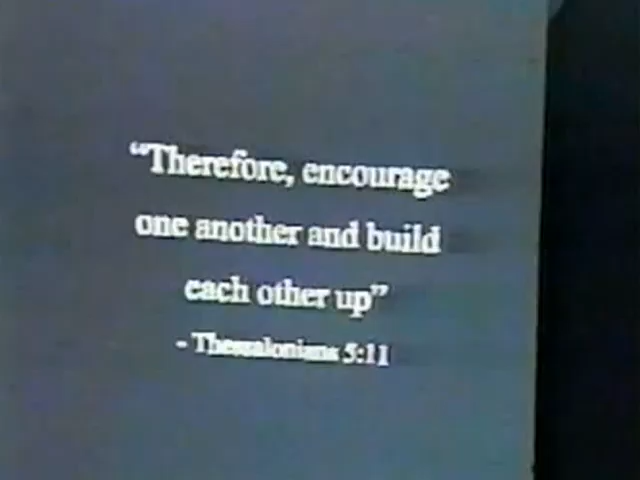 “Therefore, encourage
one another and build
each other up”
- Thessalonians 5:11